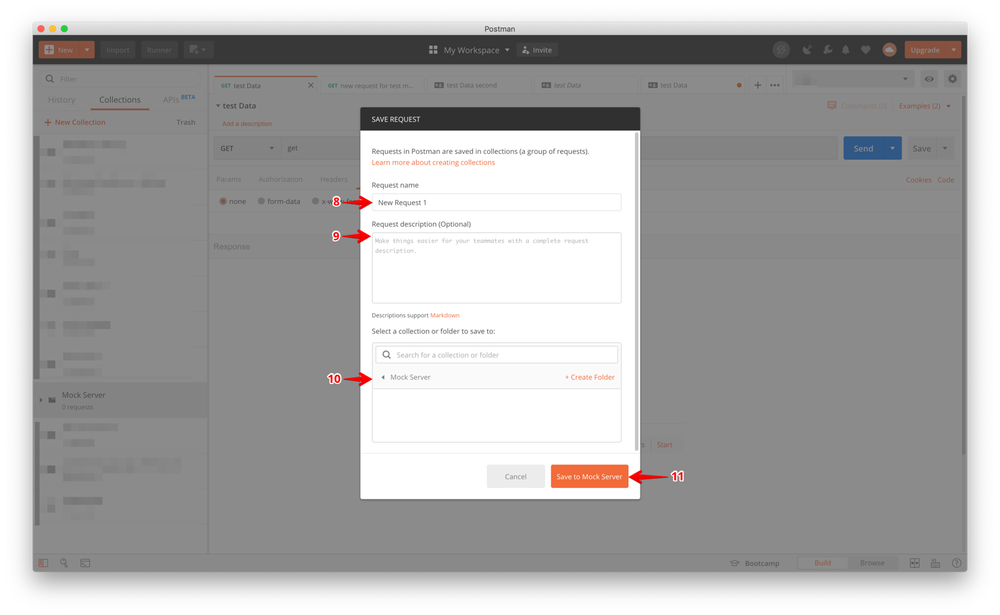 Postman
New
Import
Runner
My Workspace
Invite
Upgrade
Filter
History
Collections
APIs BETA
New Collection
Trash
GET test Data
GET new request for test m...
test Data second
test Data
test Data
test Data
Add a description
Comments (0)
Examples (2)
GET
get
Send
Save
Params
Authorization
Headers
Cookies
Code
none
form-data
Response
Mock Server
0 requests
SAVE REQUEST
Requests in Postman are saved in collections (a group of requests).
Learn more about creating collections
Request name
8
New Request 1
Request description (Optional)
9
Make things easier for your teammates with a complete request
description.
Descriptions support Markdown
Select a collection or folder to save to:
Search for a collection or folder
10
Mock Server
+ Create Folder
Start
Cancel
Save to Mock Server
11
Bootcamp
Build
Browse